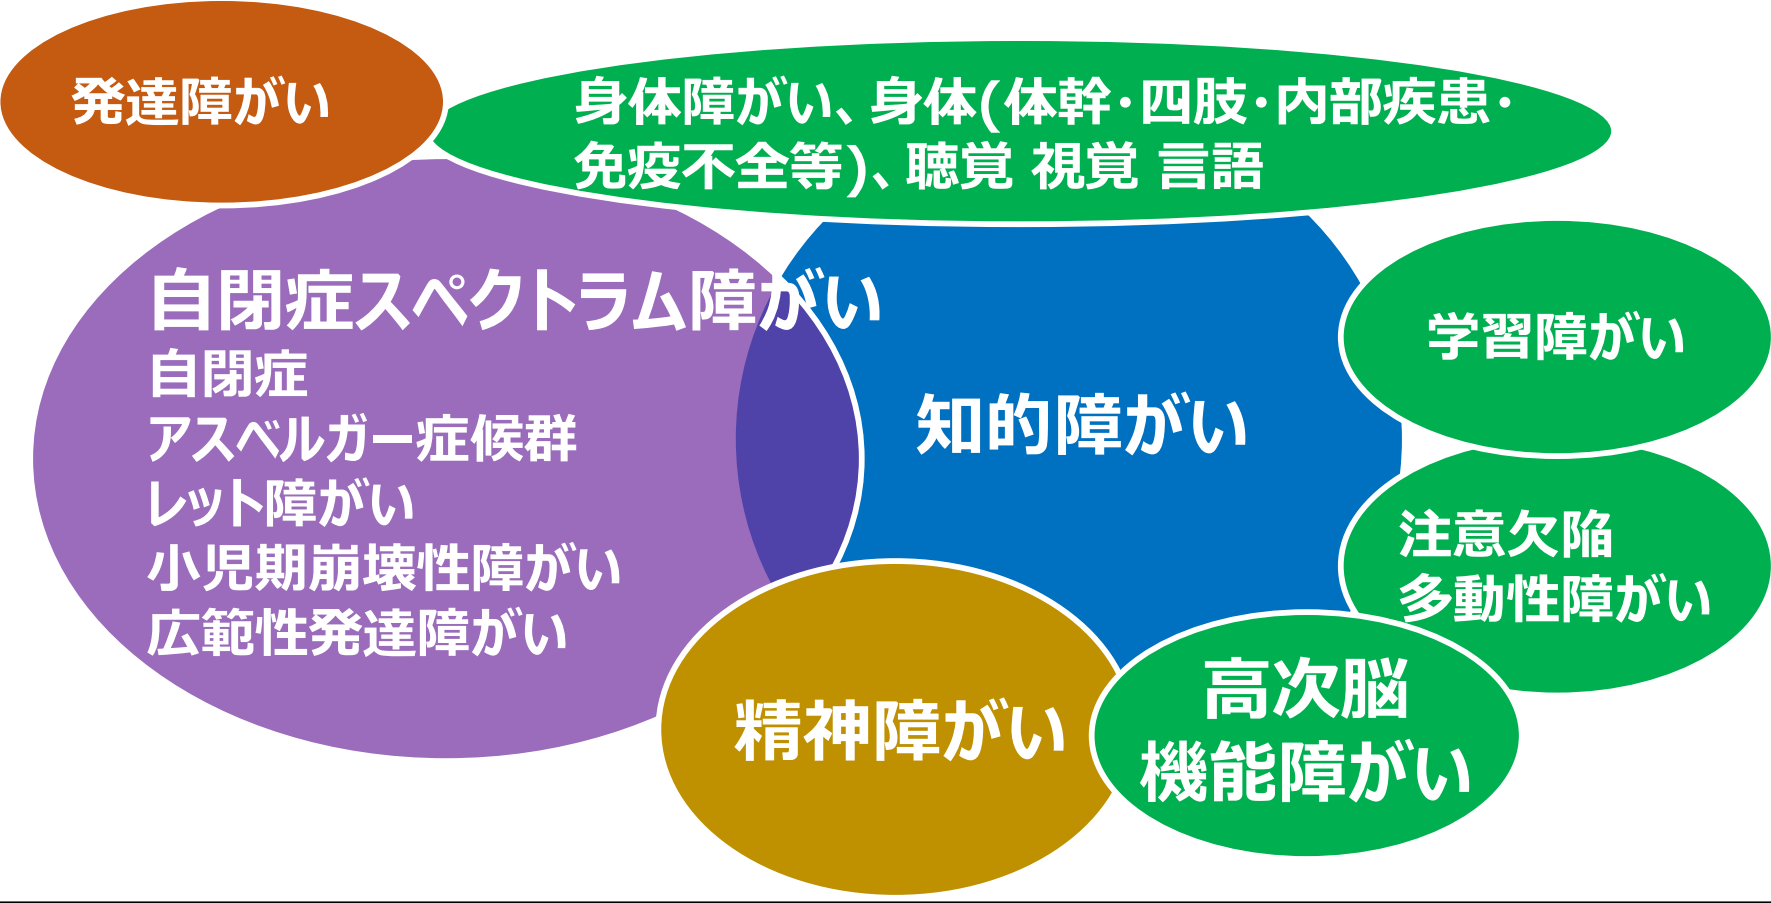 発達障がい
身体障がい、身体(体幹・四肢・内部疾患・
免疫不全等)、聴覚 視覚 言語
自閉症スペクトラム障がい
自閉症
アスベルガー症候群
レット障がい
小児期崩壊性障がい
広範性発達障がい
知的障がい
学習障がい
注意欠陥
多動性障がい
精神障がい
高次脳
機能障がい